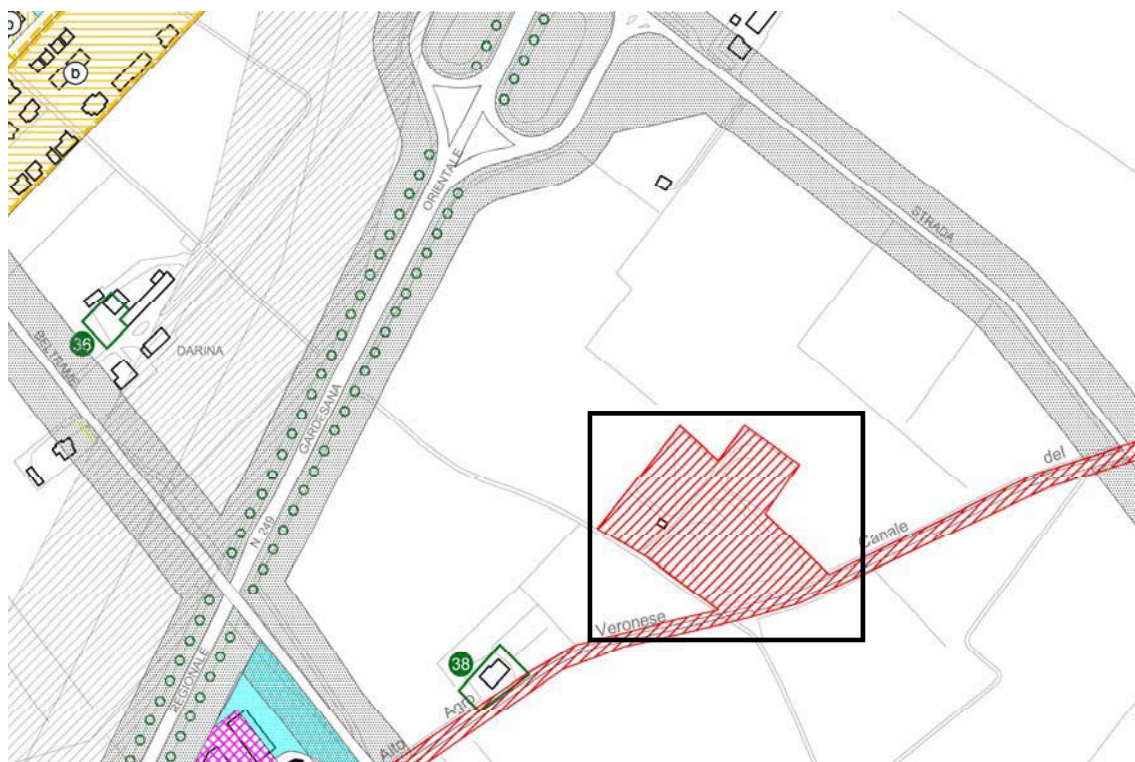 b
ORIENTALE
STRADA
36
BELTRAME
DARINA
GARDESANA
N. 249
del
Canale
Veronese
38
REGIONALE
Agro
Alto